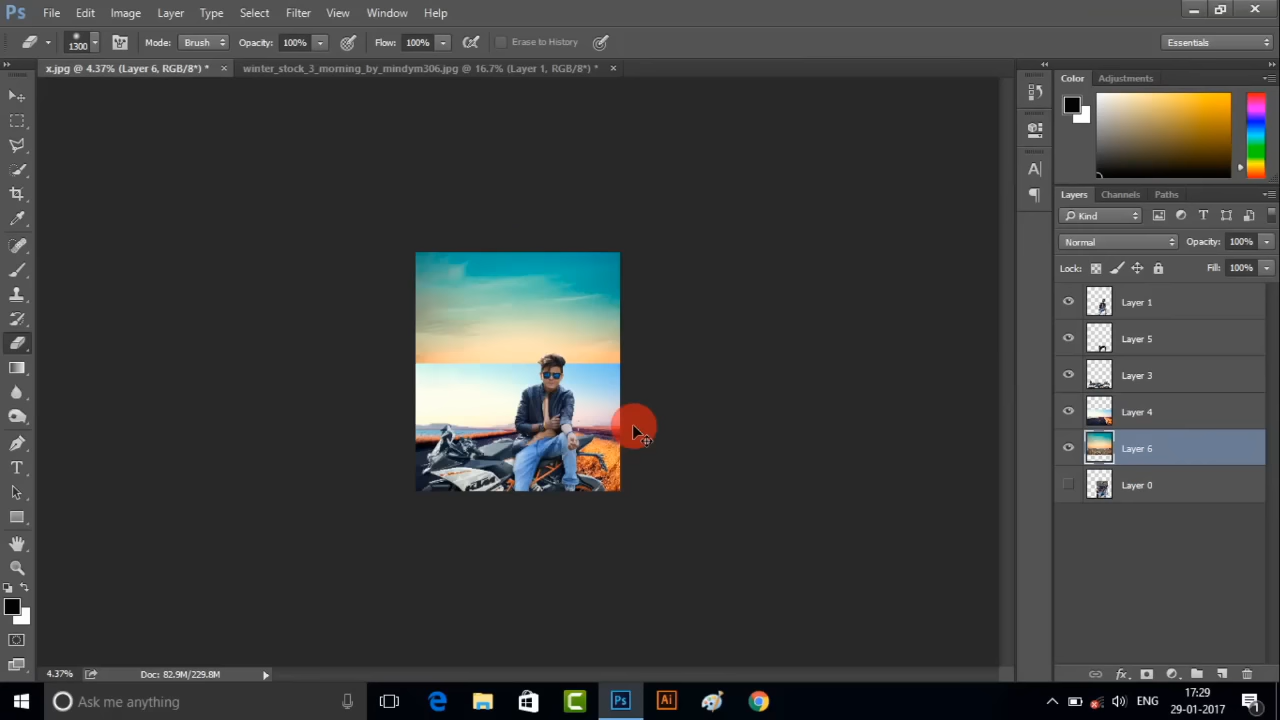 Ps File Edit Image Layer Type Select Filter View Window Help
1300 Mode: Brush Opacity: 100% Flow: 100% Erase to History Essentials
x.jpg @ 4.37% (Layer 6, RGB/8*) * × winter_stock_3_morning_by_mindym306.jpg @ 16.7% (Layer 1, RGB/8*) * ×
Color Adjustments
Layers Channels Paths
Kind
Normal Opacity: 100%
Lock: Fill: 100%
Layer 1
Layer 5
Layer 3
Layer 4
Layer 6
Layer 0
4.37% Doc: 82.9M/229.8M
Ask me anything
Ps Ai
ENG
17:29
29-01-2017